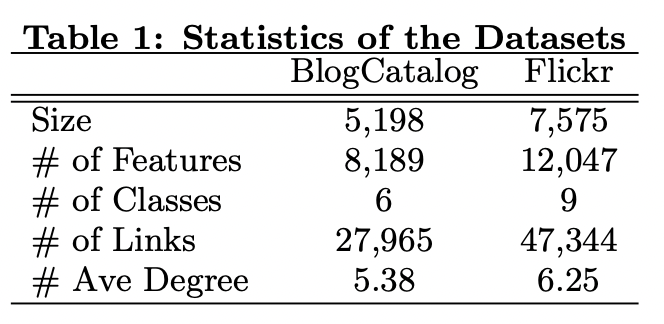 Table 1: Statistics of the Datasets
BlogCatalog Flickr
Size 5,198 7,575
# of Features 8,189 12,047
# of Classes 6 9
# of Links 27,965 47,344
# Ave Degree 5.38 6.25